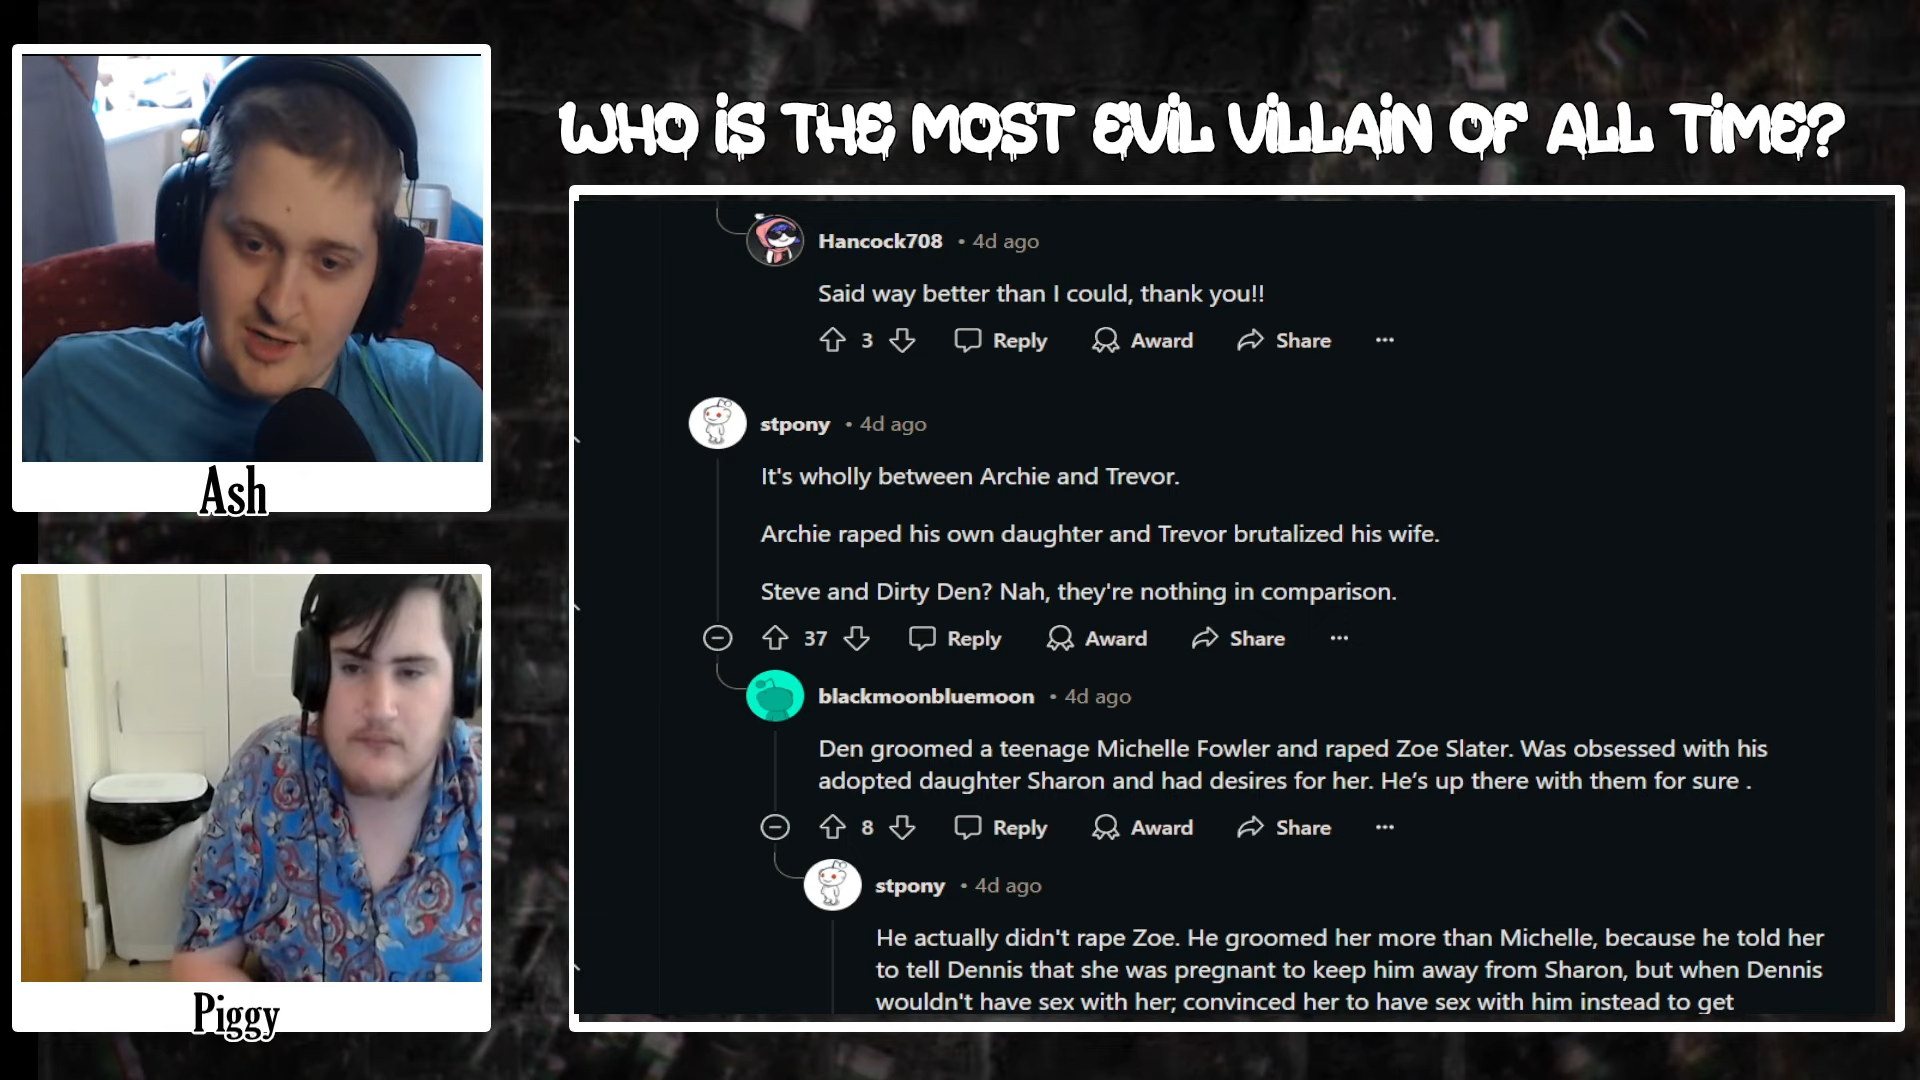 WHO IS THE MOST EVIL VILLAIN OF ALL TIME?
Ash
Piggy
Hancock708 • 4d ago
Said way better than I could, thank you!!
3 Reply Award Share ...
stpony • 4d ago
It's wholly between Archie and Trevor.
Archie raped his own daughter and Trevor brutalized his wife.
Steve and Dirty Den? Nah, they're nothing in comparison.
37 Reply Award Share ...
blackmoonbluemoon • 4d ago
Den groomed a teenage Michelle Fowler and raped Zoe Slater. Was obsessed with his
adopted daughter Sharon and had desires for her. He’s up there with them for sure .
8 Reply Award Share ...
stpony • 4d ago
He actually didn't rape Zoe. He groomed her more than Michelle, because he told her
to tell Dennis that she was pregnant to keep him away from Sharon, but when Dennis
wouldn't have sex with her; convinced her to have sex with him instead to get